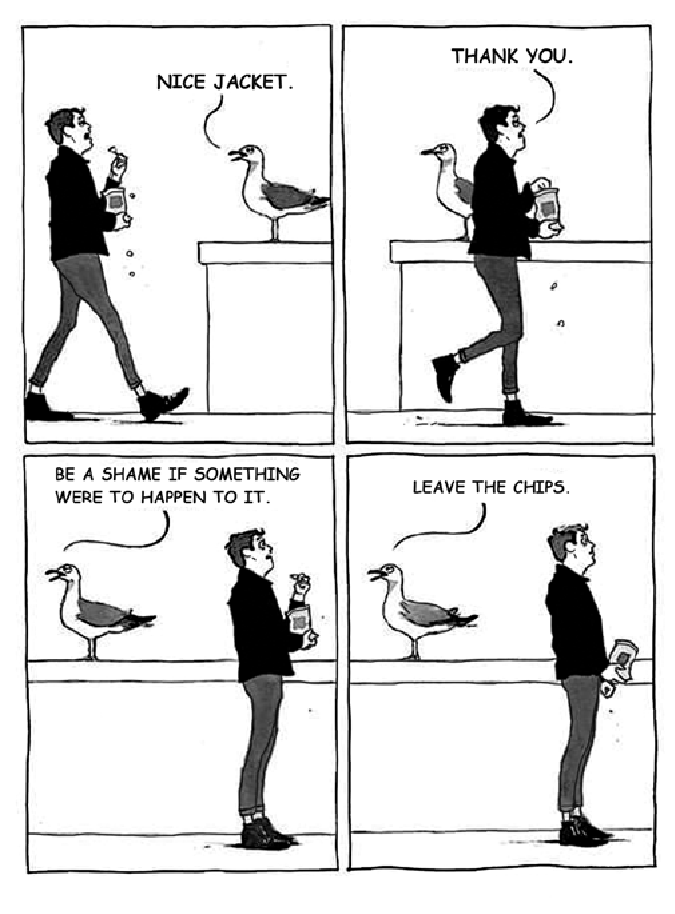 NICE JACKET.
THANK YOU.
BE A SHAME IF SOMETHING
WERE TO HAPPEN TO IT.
LEAVE THE CHIPS.